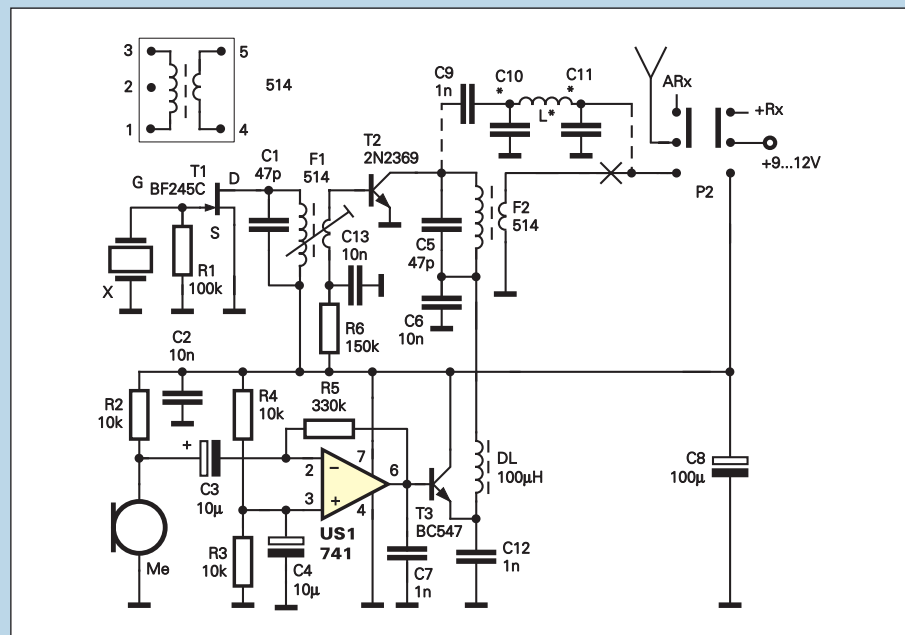 3
5
2
514
1
4
C9
1n
C10
*
C11
*
L*
ARx
+Rx
+9...12V
P2
T2
2N2369
T1
BF245C
G
D
S
C1
47p
F1
514
C13
10n
C5
47p
F2
514
X
R1
100k
C6
10n
R6
150k
C2
10n
R2
10k
R4
10k
R5
330k
+
C3
10µ
2
–
7
6
3
+
4
US1
741
T3
BC547
DL
100µH
C8
100µ
Me
R3
10k
C4
10µ
C7
1n
C12
1n